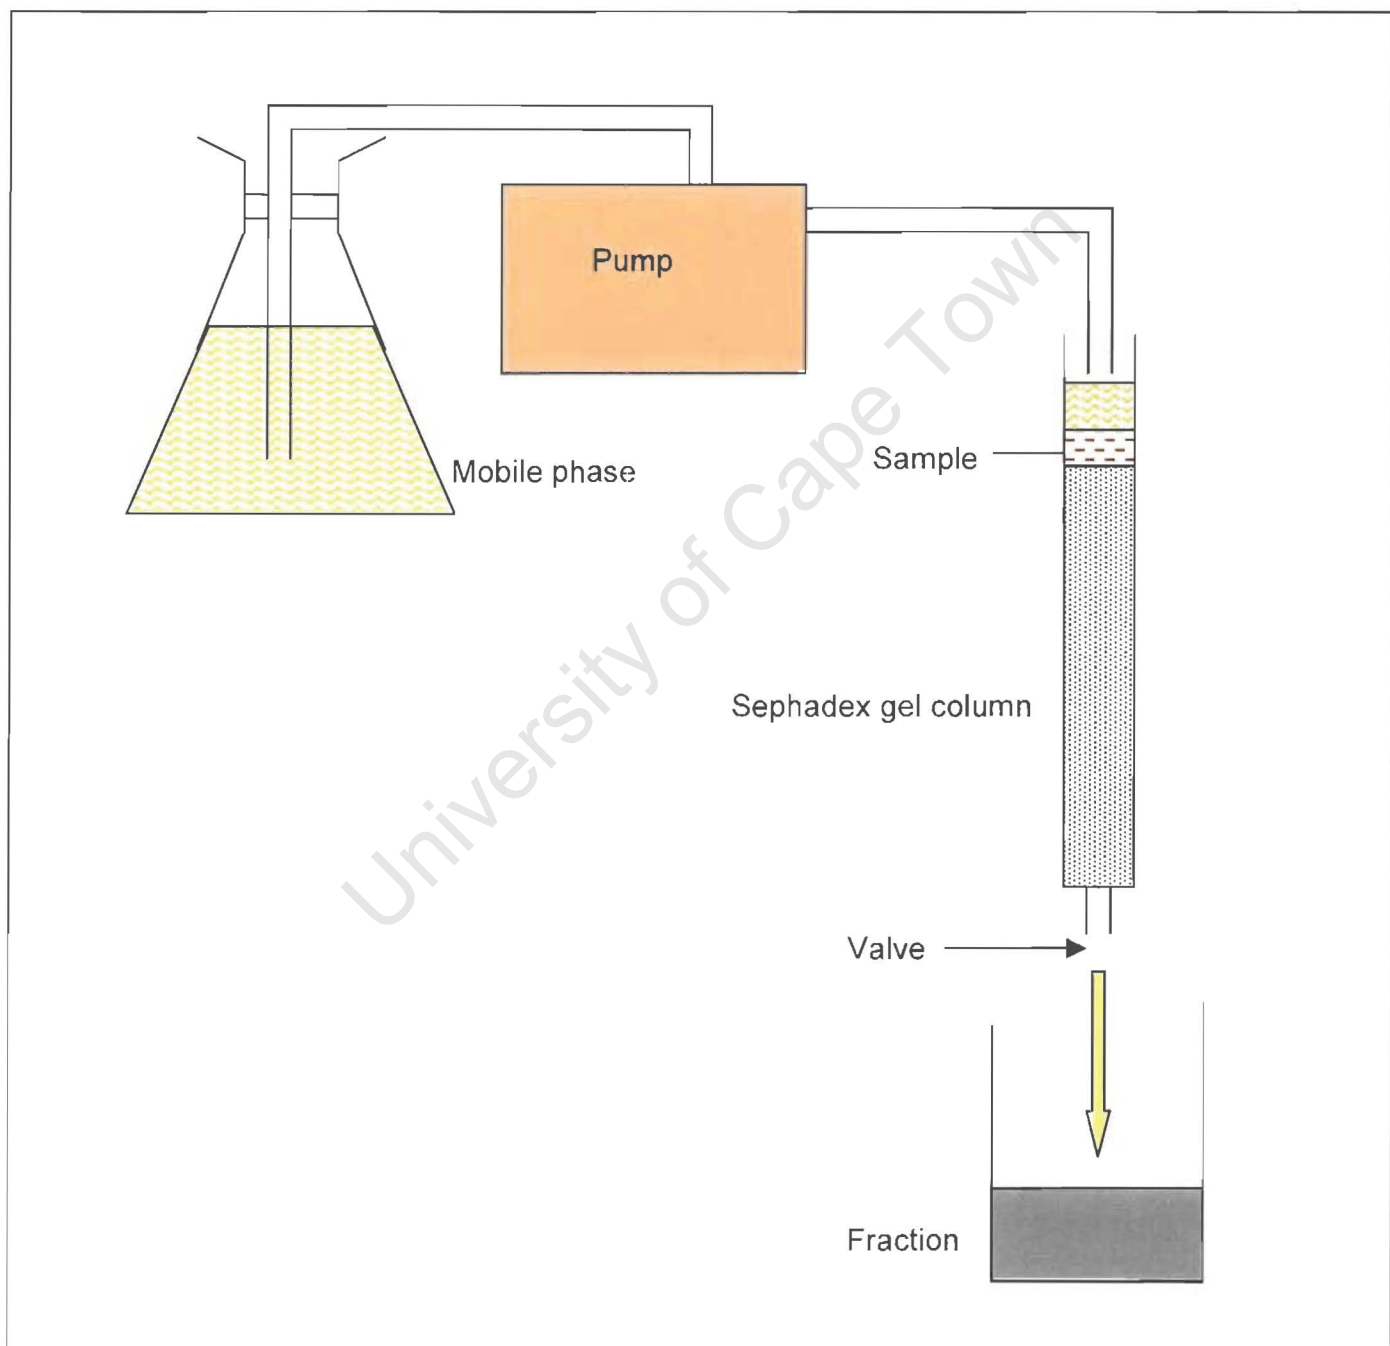 Pump
Mobile phase
Sample
Sephadex gel column
Valve
Fraction
University of Cape Town